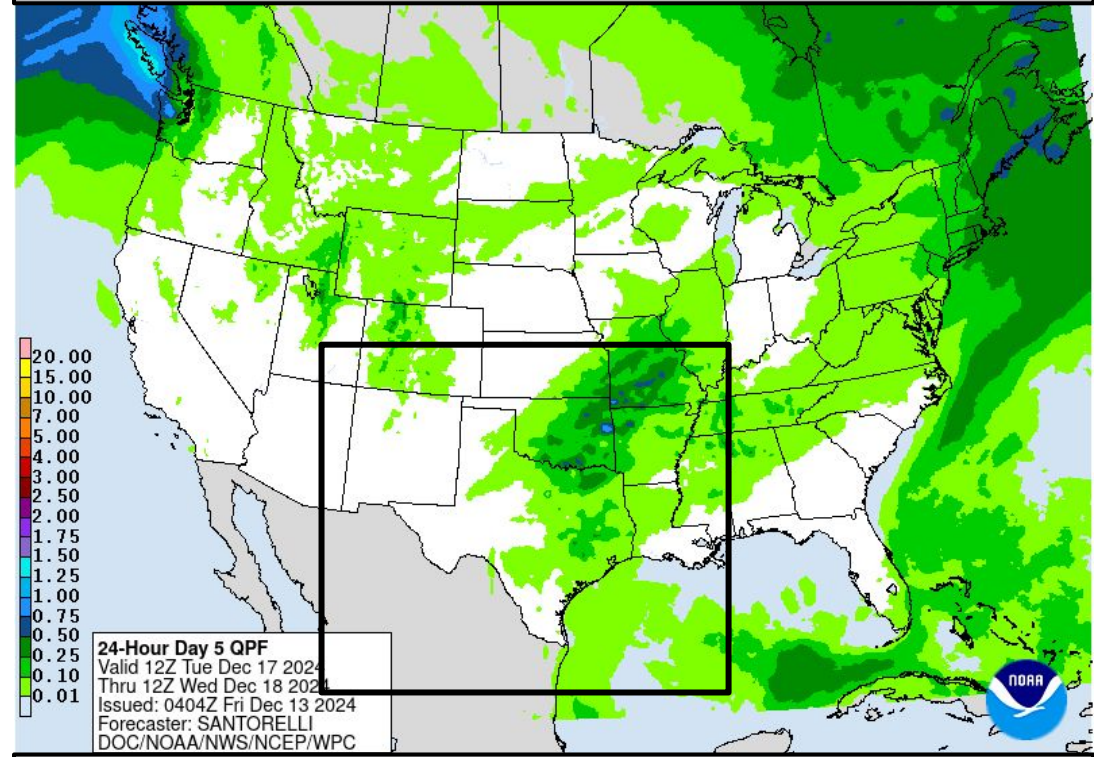 20.00
15.00
10.00
7.00
5.00
4.00
3.00
2.50
2.00
1.75
1.50
1.25
1.00
0.75
0.50
0.25
0.10
0.01
24-Hour Day 5 QPF
Valid 12Z Tue Dec 17 2024
Thru 12Z Wed Dec 18 2024
Issued: 0404Z Fri Dec 13 2024
Forecaster: SANTORELLI
DOC/NOAA/NWS/NCEP/WPC
NOAA